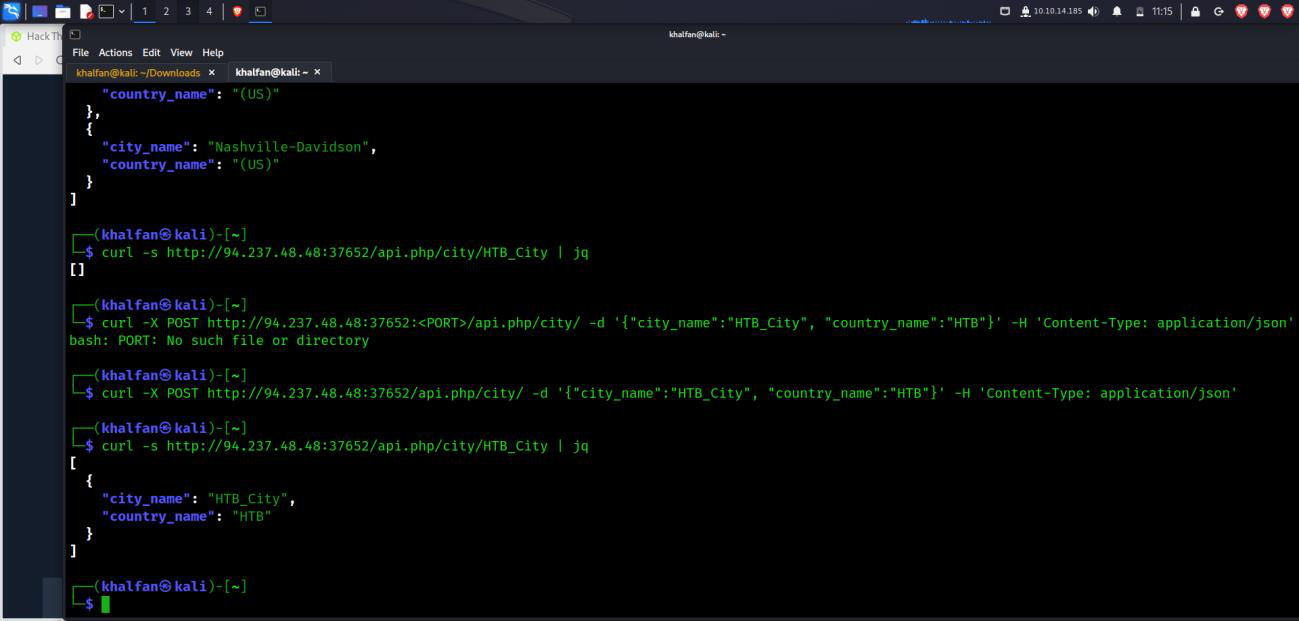 1 2 3 4
10.10.14.185 11:15
Hack Th
khalfan@kali: ~
File Actions Edit View Help
khalfan@kali: ~/Downloads × khalfan@kali: ~ ×
"country_name": "(US)"
},
{
"city_name": "Nashville-Davidson",
"country_name": "(US)"
}
]
┌──(khalfan㉿kali)-[~]
└─$ curl -s http://94.237.48.48:37652/api.php/city/HTB_City | jq
[]
┌──(khalfan㉿kali)-[~]
└─$ curl -X POST http://94.237.48.48:37652:<PORT>/api.php/city/ -d '{"city_name":"HTB_City", "country_name":"HTB"}' -H 'Content-Type: application/json'
bash: PORT: No such file or directory
┌──(khalfan㉿kali)-[~]
└─$ curl -X POST http://94.237.48.48:37652/api.php/city/ -d '{"city_name":"HTB_City", "country_name":"HTB"}' -H 'Content-Type: application/json'
┌──(khalfan㉿kali)-[~]
└─$ curl -s http://94.237.48.48:37652/api.php/city/HTB_City | jq
[
{
"city_name": "HTB_City",
"country_name": "HTB"
}
]
┌──(khalfan㉿kali)-[~]
└─$